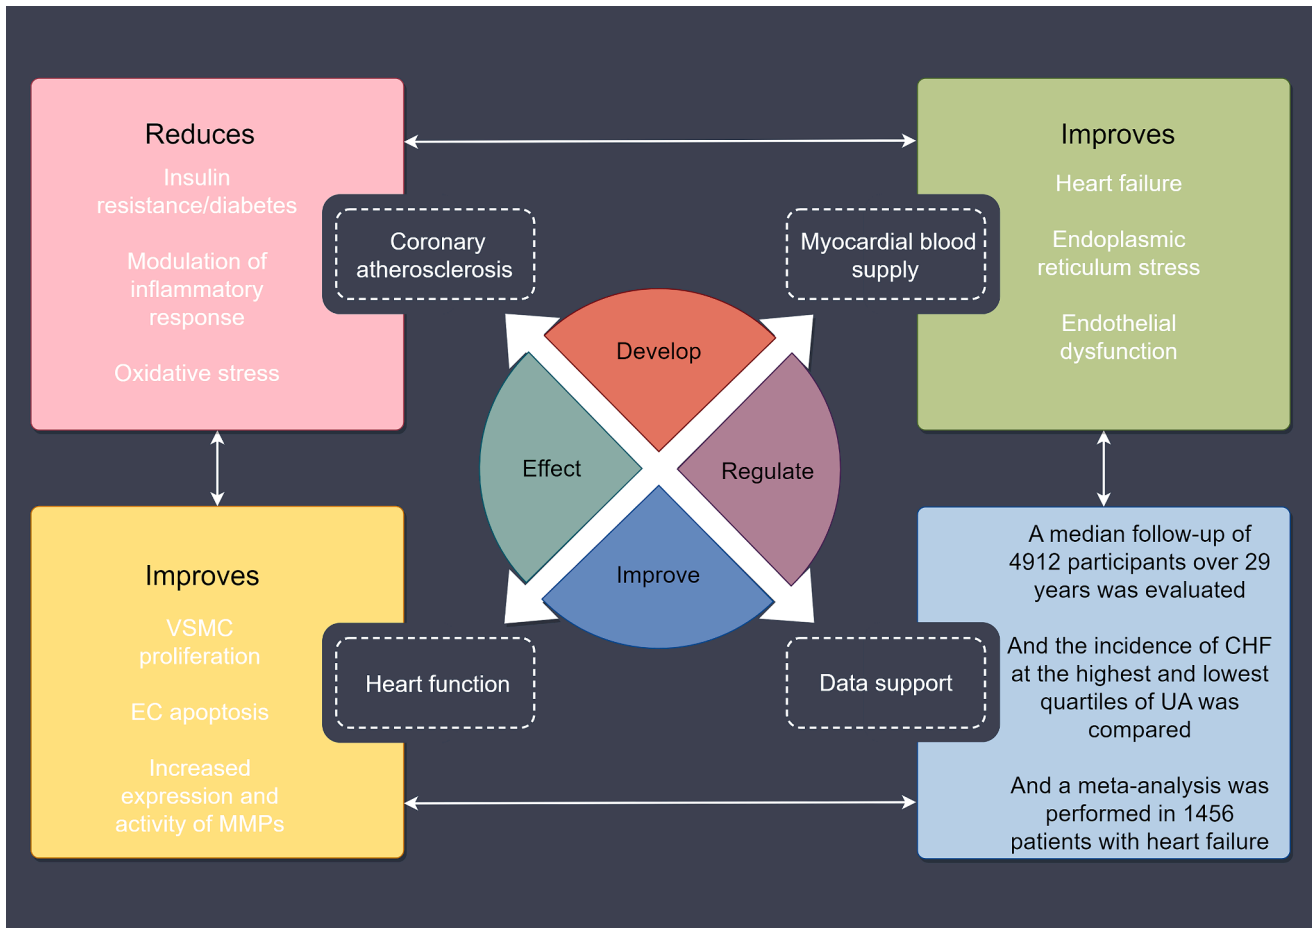 Reduces
Insulin
resistance/diabetes
Modulation of
inflammatory
response
Oxidative stress
Coronary
atherosclerosis
Improves
Heart failure
Endoplasmic
reticulum stress
Endothelial
dysfunction
Myocardial blood
supply
Develop
Effect
Regulate
Improve
Improves
VSMC
proliferation
EC apoptosis
Increased
expression and
activity of MMPs
Heart function
Data support
A median follow-up of
4912 participants over 29
years was evaluated
And the incidence of CHF
at the highest and lowest
quartiles of UA was
compared
And a meta-analysis was
performed in 1456
patients with heart failure